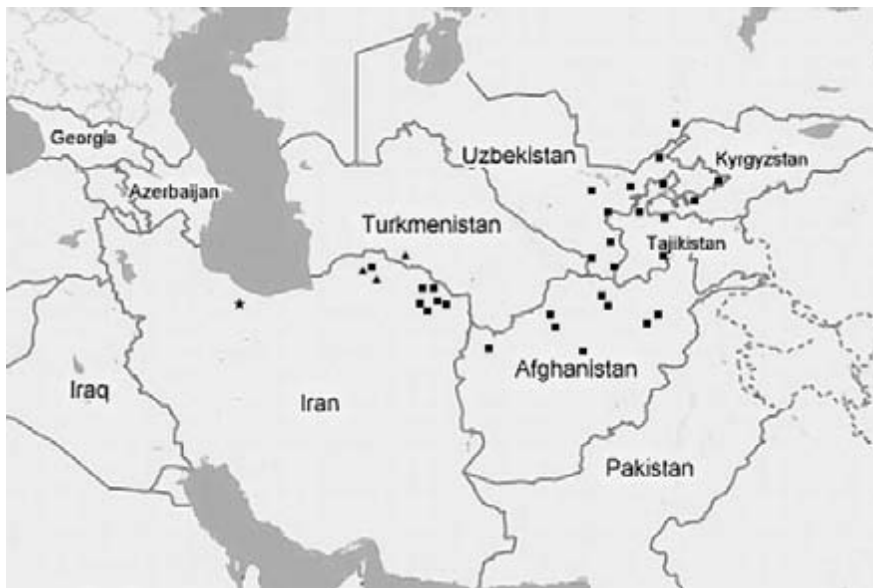 Georgia
Uzbekistan
Kyrgyzstan
Azerbaijan
Turkmenistan
Tajikistan
Afghanistan
Iraq
Iran
Pakistan